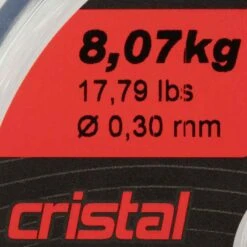 8,07kg
17,79 lbs
Ø 0,30 mm
cristal